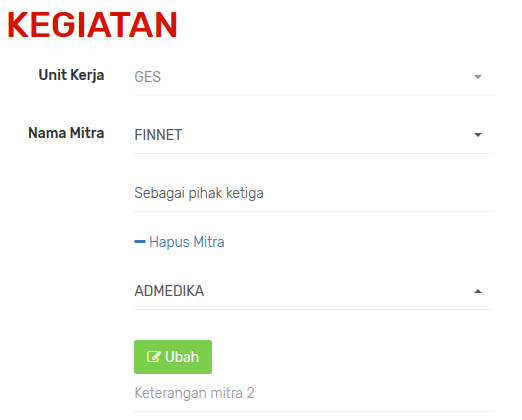 KEGIATAN
Unit Kerja GES
Nama Mitra FINNET
Sebagai pihak ketiga
Hapus Mitra
ADMEDIKA
Ubah
Keterangan mitra 2